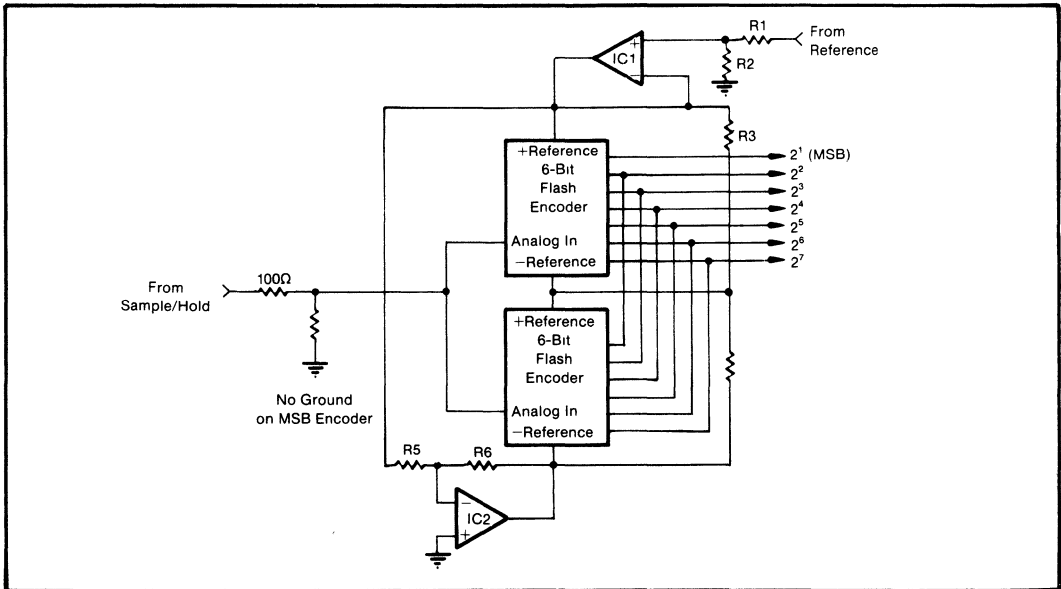 From
Reference
R1
R2
+
IC1
−
R3
+Reference
6-Bit
Flash
Encoder
Analog In
−Reference
2¹ (MSB)
2²
2³
2⁴
2⁵
2⁶
2⁷
From
Sample/Hold
100Ω
No Ground
on MSB Encoder
+Reference
6-Bit
Flash
Encoder
Analog In
−Reference
R5
R6
−
IC2
+